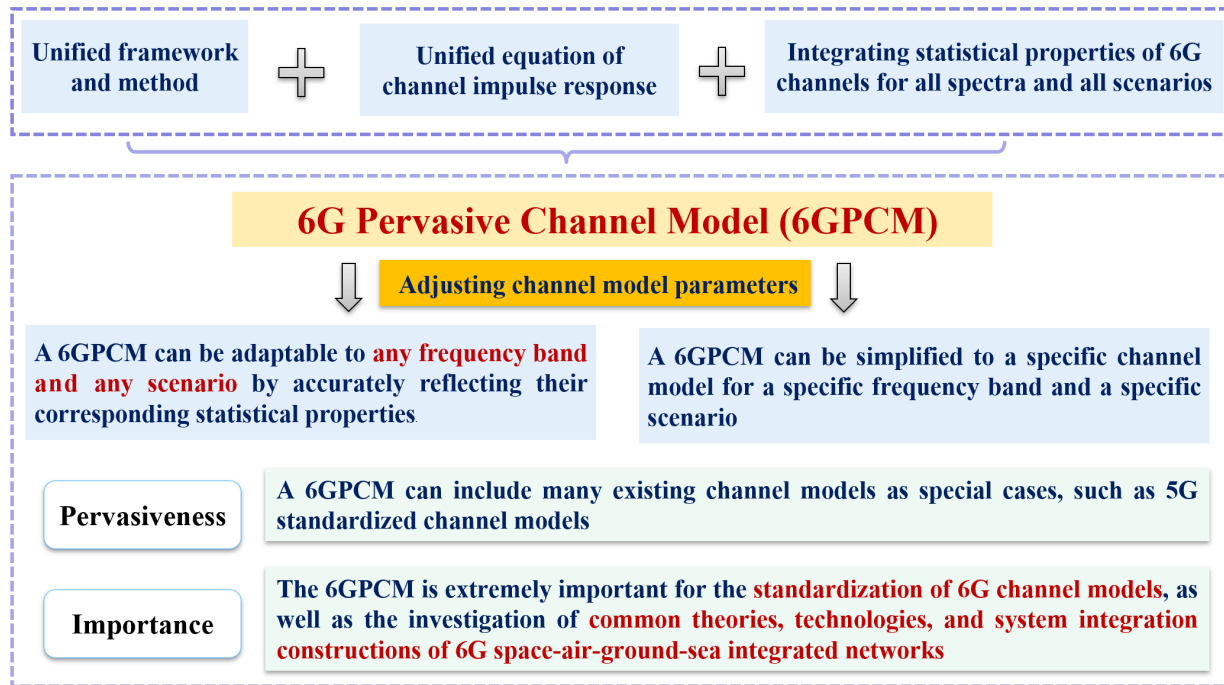 Unified framework
and method
Unified equation of
channel impulse response
Integrating statistical properties of 6G
channels for all spectra and all scenarios
6G Pervasive Channel Model (6GPCM)
Adjusting channel model parameters
A 6GPCM can be adaptable to any frequency band
and any scenario by accurately reflecting their
corresponding statistical properties.
A 6GPCM can be simplified to a specific channel
model for a specific frequency band and a specific
scenario
Pervasiveness
A 6GPCM can include many existing channel models as special cases, such as 5G
standardized channel models
Importance
The 6GPCM is extremely important for the standardization of 6G channel models, as
well as the investigation of common theories, technologies, and system integration
constructions of 6G space-air-ground-sea integrated networks